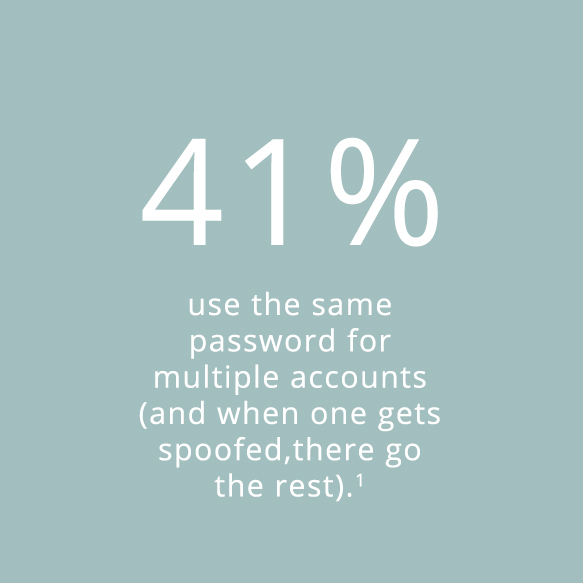 41%
use the same
password for
multiple accounts
(and when one gets
spoofed,there go
the rest).¹